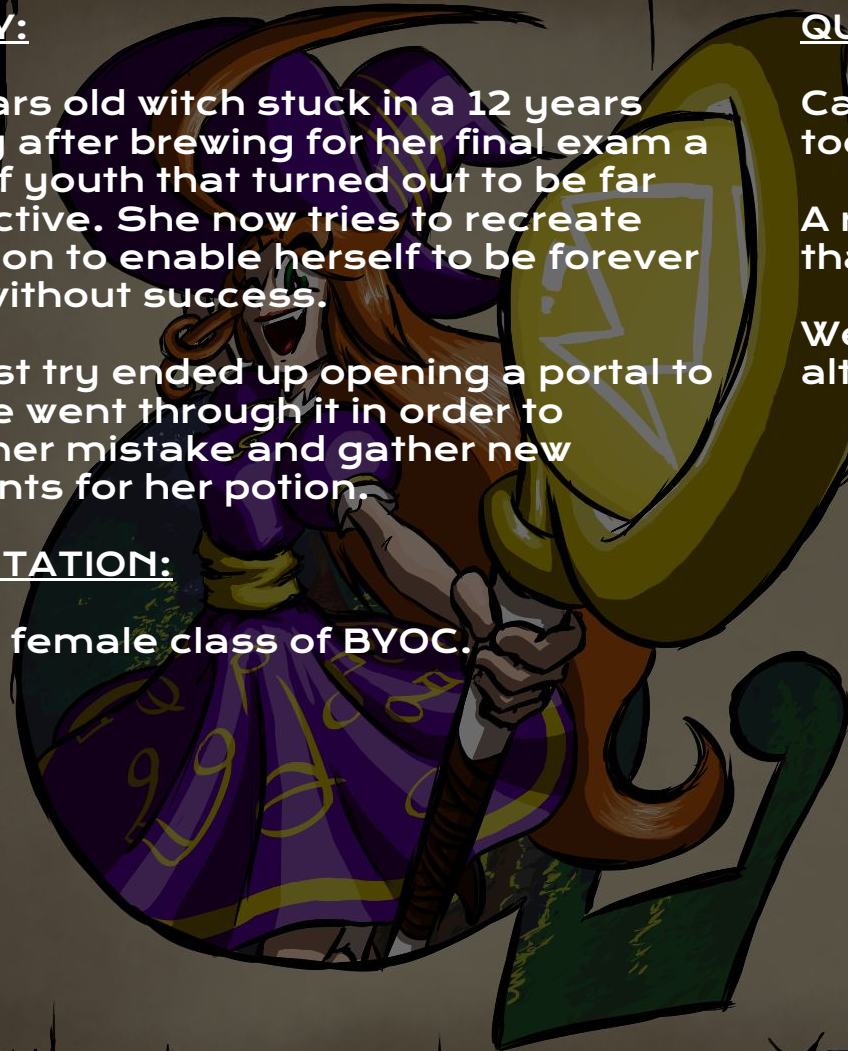 Y:
ars old witch stuck in a 12 years
y after brewing for her final exam a
f youth that turned out to be far
ctive. She now tries to recreate
on to enable herself to be forever
without success.
st try ended up opening a portal to
e went through it in order to
her mistake and gather new
nts for her potion.
TATION:
female class of BYOC.
QU
Ca
too
A r
tha
We
alt